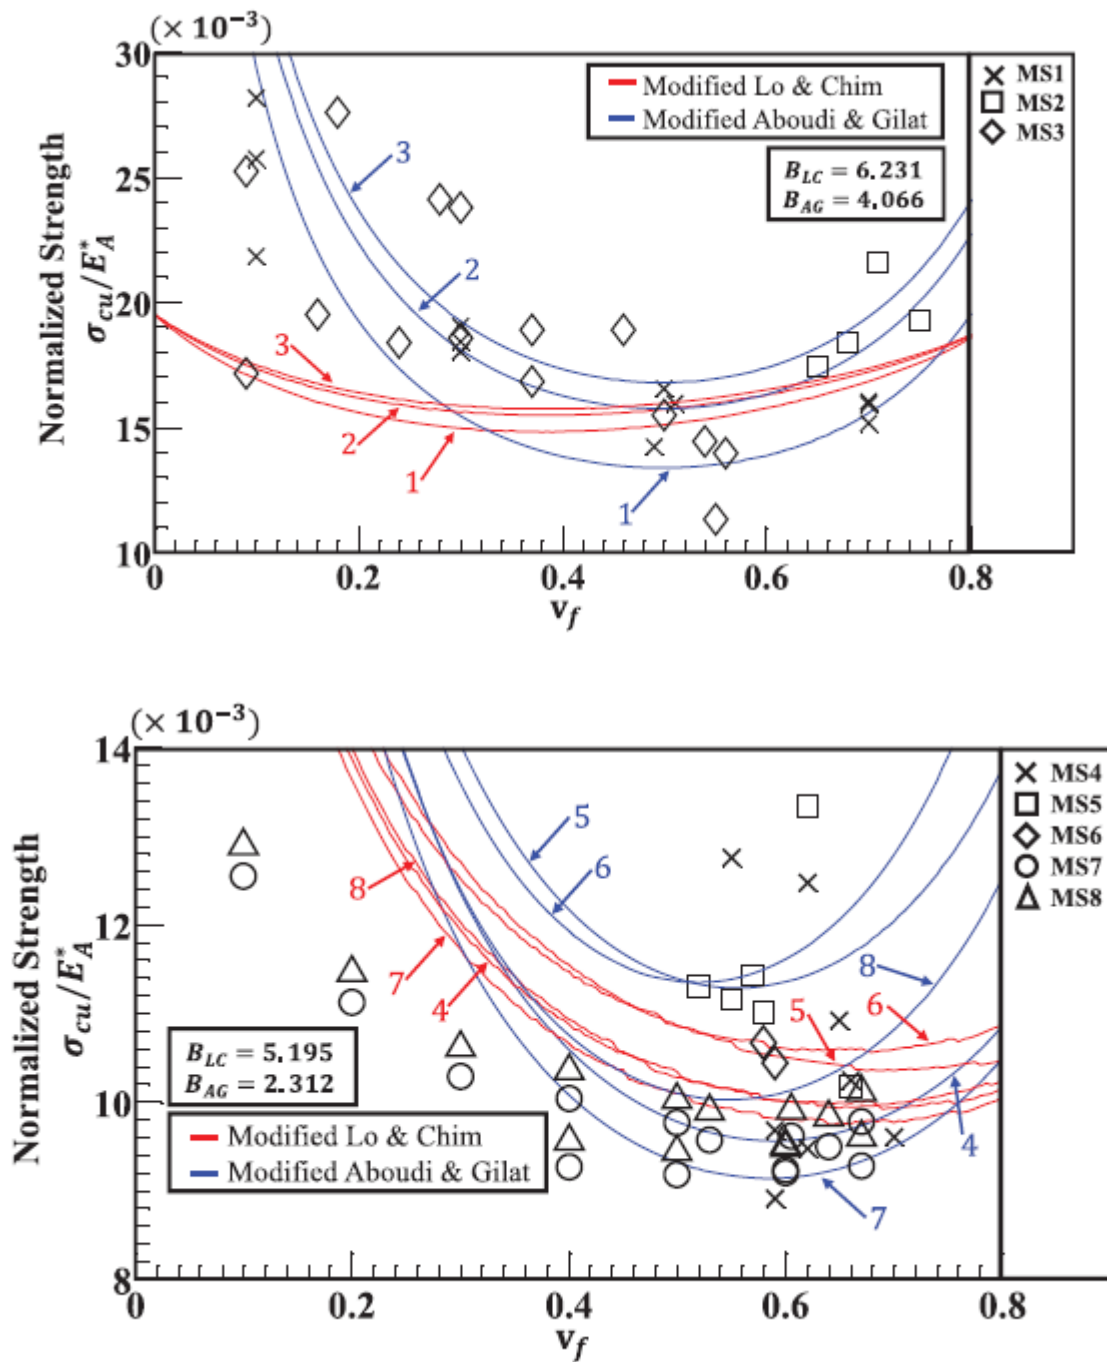 (× 10⁻³)
30
25
20
15
10
0
0.2
0.4
0.6
0.8
Normalized Strength
σ_cu/E*_A
v_f
Modified Lo & Chim
Modified Aboudi & Gilat
B_LC = 6.231
B_AG = 4.066
MS1
MS2
MS3
3
2
3
2
1
1
(× 10⁻³)
14
12
10
8
0
0.2
0.4
0.6
0.8
Normalized Strength
σ_cu/E*_A
v_f
B_LC = 5.195
B_AG = 2.312
Modified Lo & Chim
Modified Aboudi & Gilat
MS4
MS5
MS6
MS7
MS8
5
6
8
7
4
8
5
6
4
7